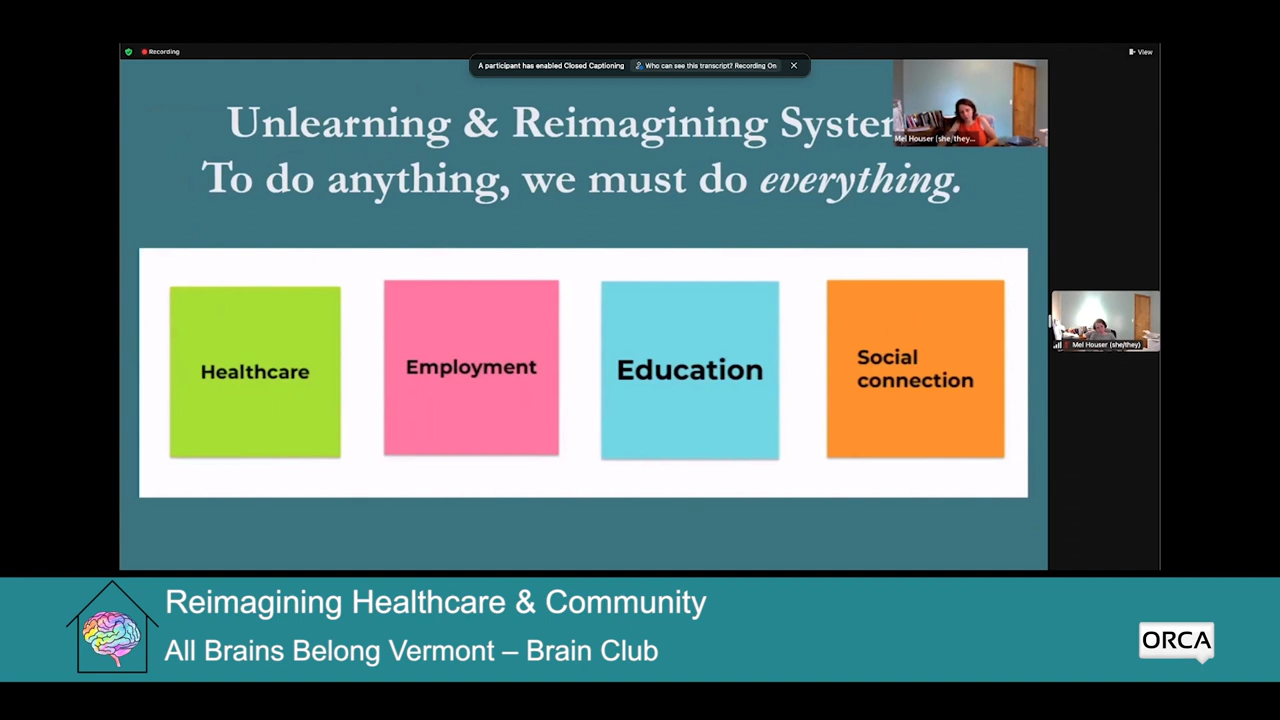 Recording
View
A participant has enabled Closed Captioning
Who can see this transcript? Recording On
Unlearning & Reimagining System
To do anything, we must do everything.
Mel Houser (she/they...
Healthcare
Employment
Education
Social
connection
Mel Houser (she/they)
Reimagining Healthcare & Community
All Brains Belong Vermont – Brain Club
ORCA